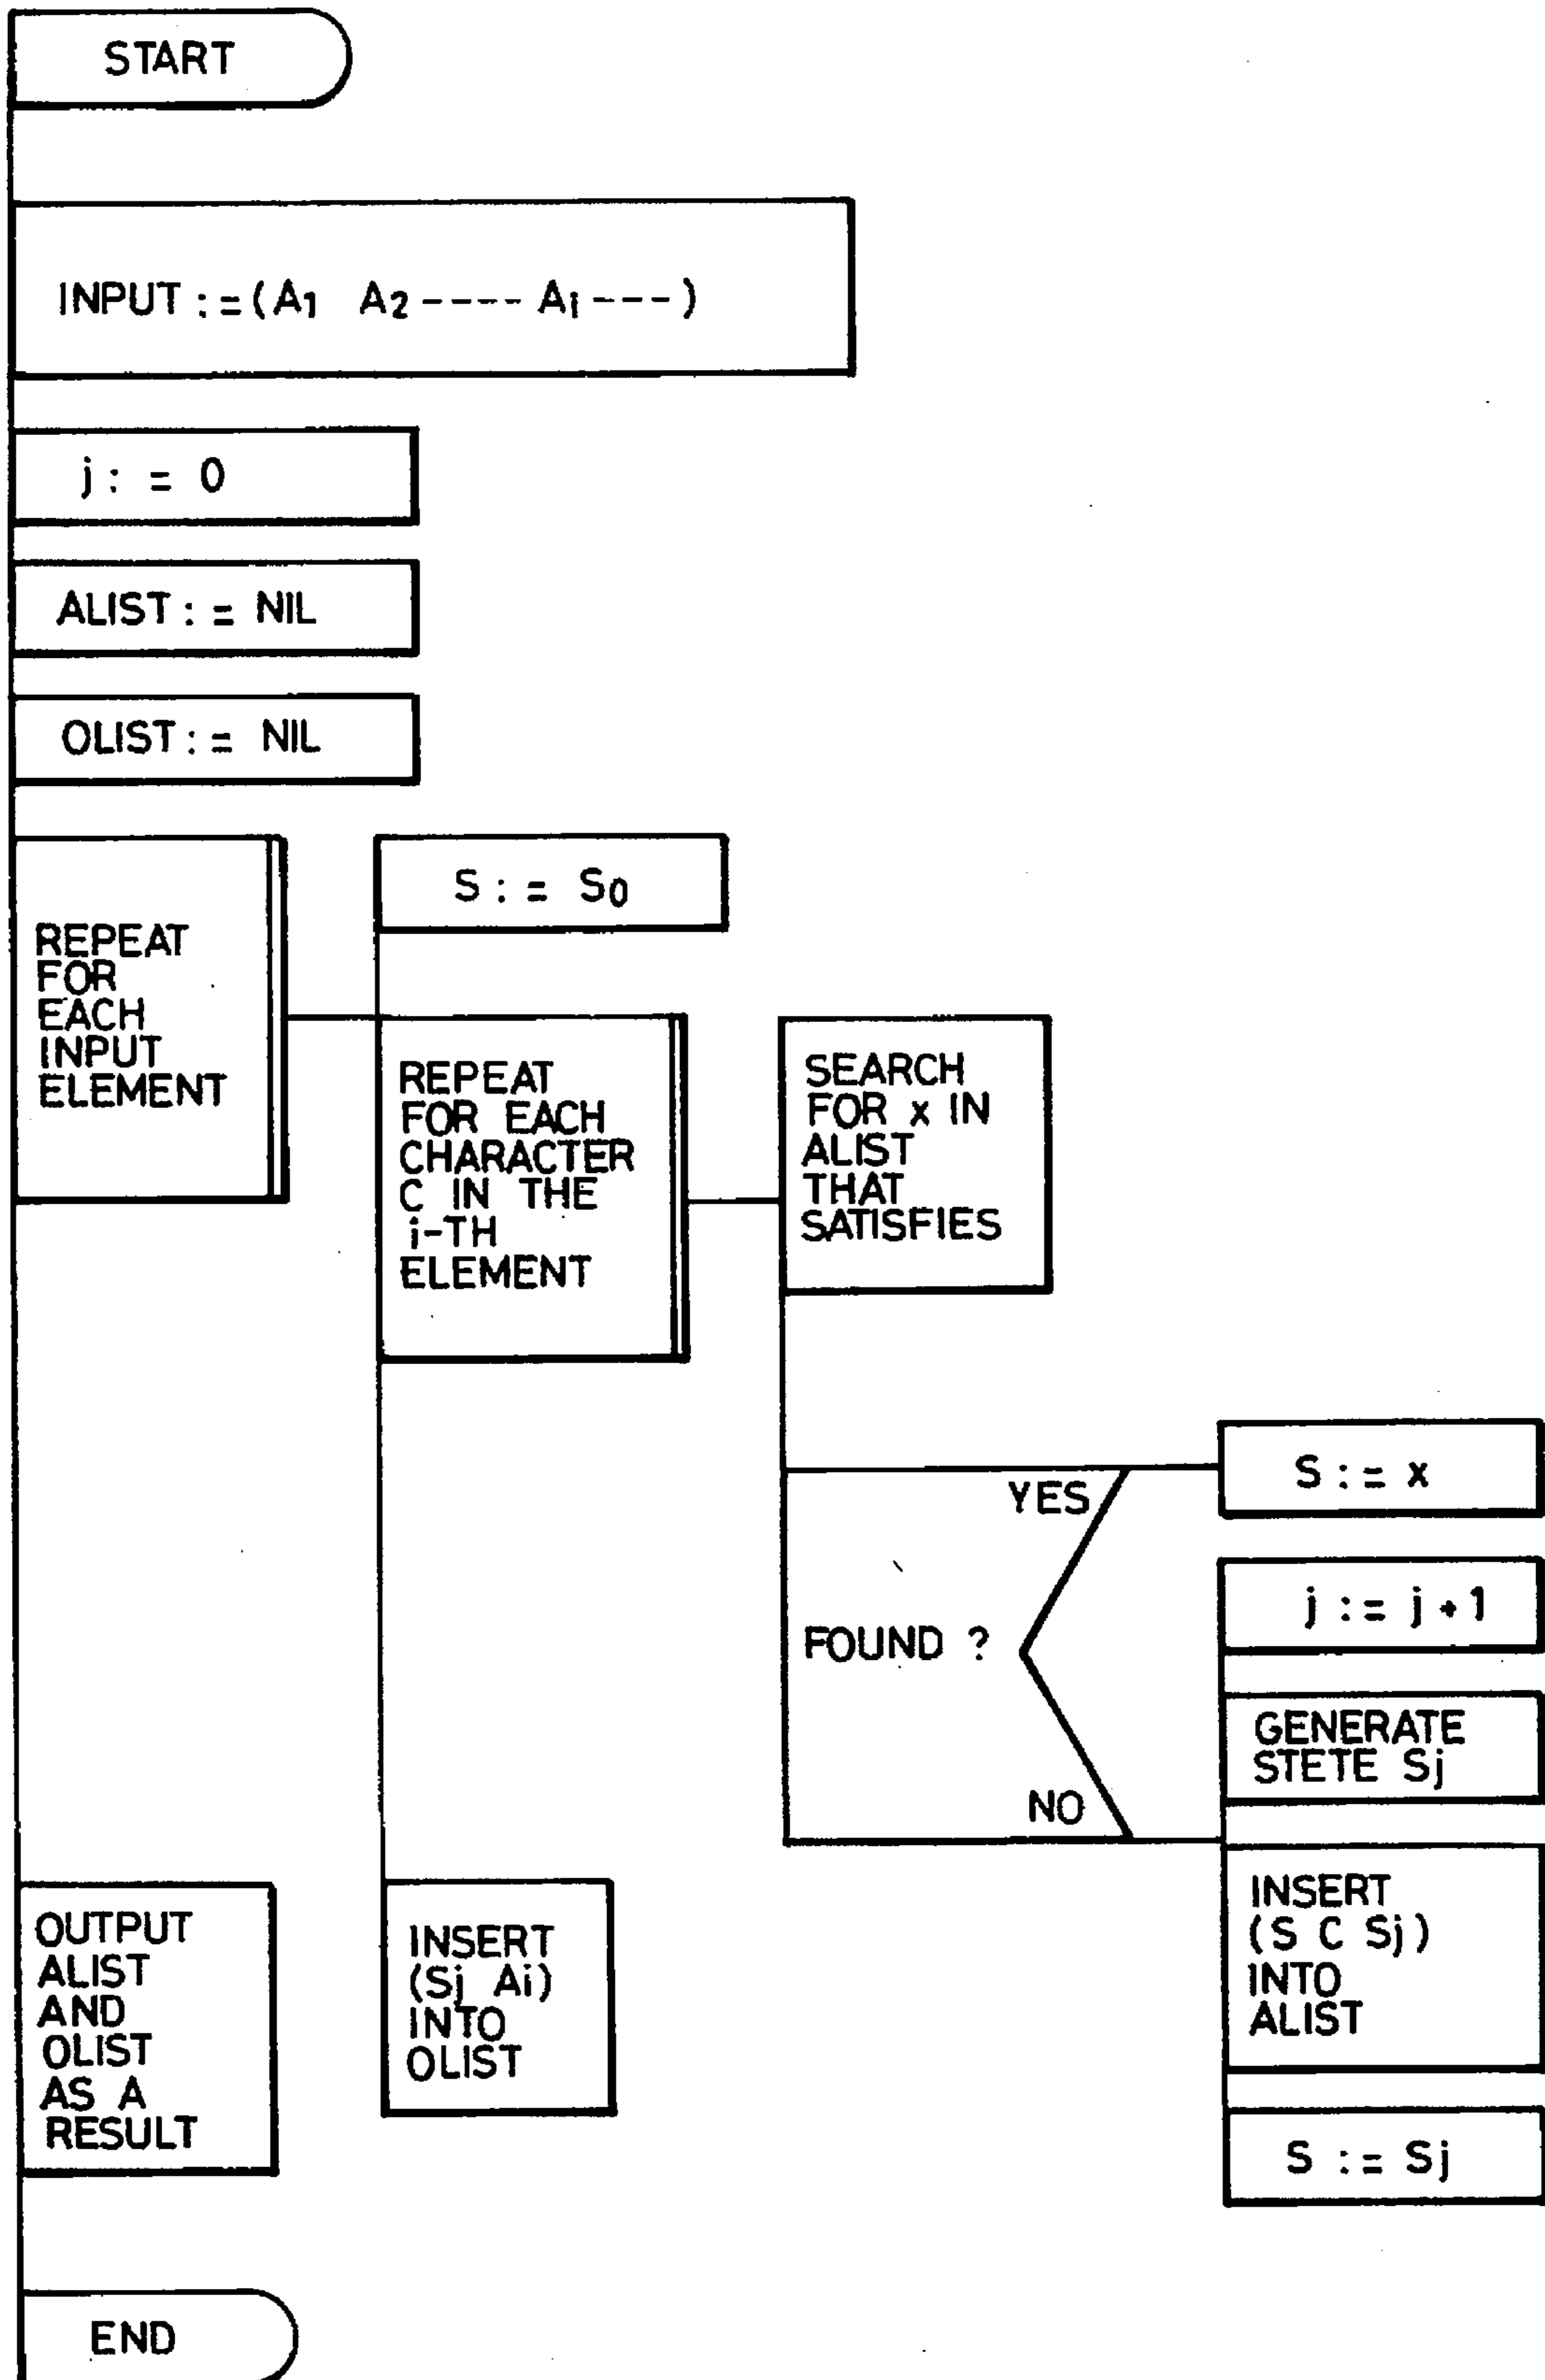 START
INPUT := (A1 A2 ---- Ai ---)
j : = 0
ALIST : = NIL
OLIST : = NIL
REPEAT
FOR
EACH
INPUT
ELEMENT
S : = S0
REPEAT
FOR EACH
CHARACTER
C IN THE
i-TH
ELEMENT
SEARCH
FOR x IN
ALIST
THAT
SATISFIES
FOUND ?
YES
S : = x
NO
j : = j + 1
GENERATE
STETE Sj
INSERT
(S C Sj)
INTO
ALIST
S : = Sj
INSERT
(Sj Ai)
INTO
OLIST
OUTPUT
ALIST
AND
OLIST
AS A
RESULT
END